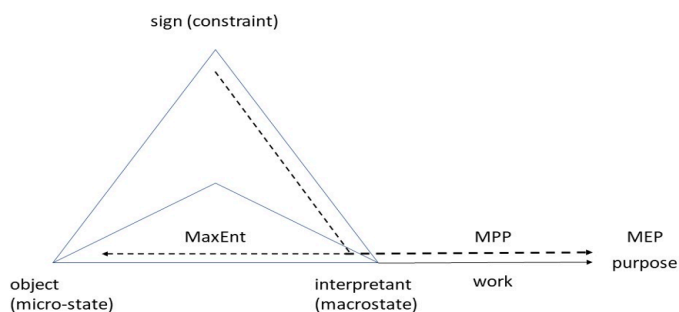 sign (constraint)
MaxEnt
MPP
MEP
purpose
object
(micro-state)
interpretant
(macrostate)
work